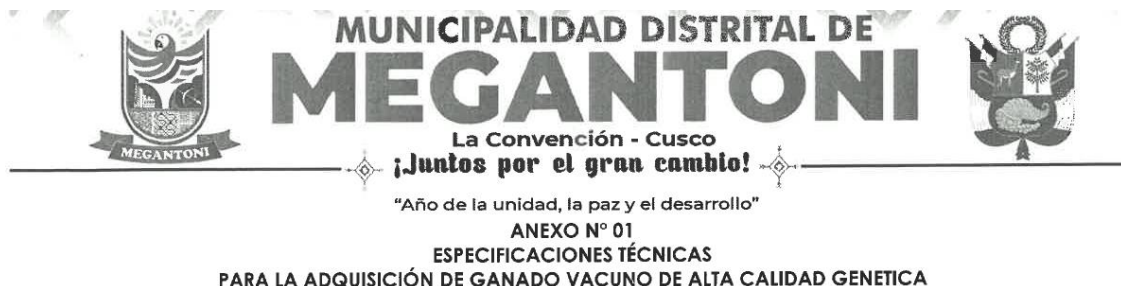 MUNICIPALIDAD DISTRITAL DE
MEGANTONI
La Convención - Cusco
¡Juntos por el gran cambio!
MEGANTONI
“Año de la unidad, la paz y el desarrollo”
ANEXO N° 01
ESPECIFICACIONES TÉCNICAS
PARA LA ADQUISICIÓN DE GANADO VACUNO DE ALTA CALIDAD GENETICA